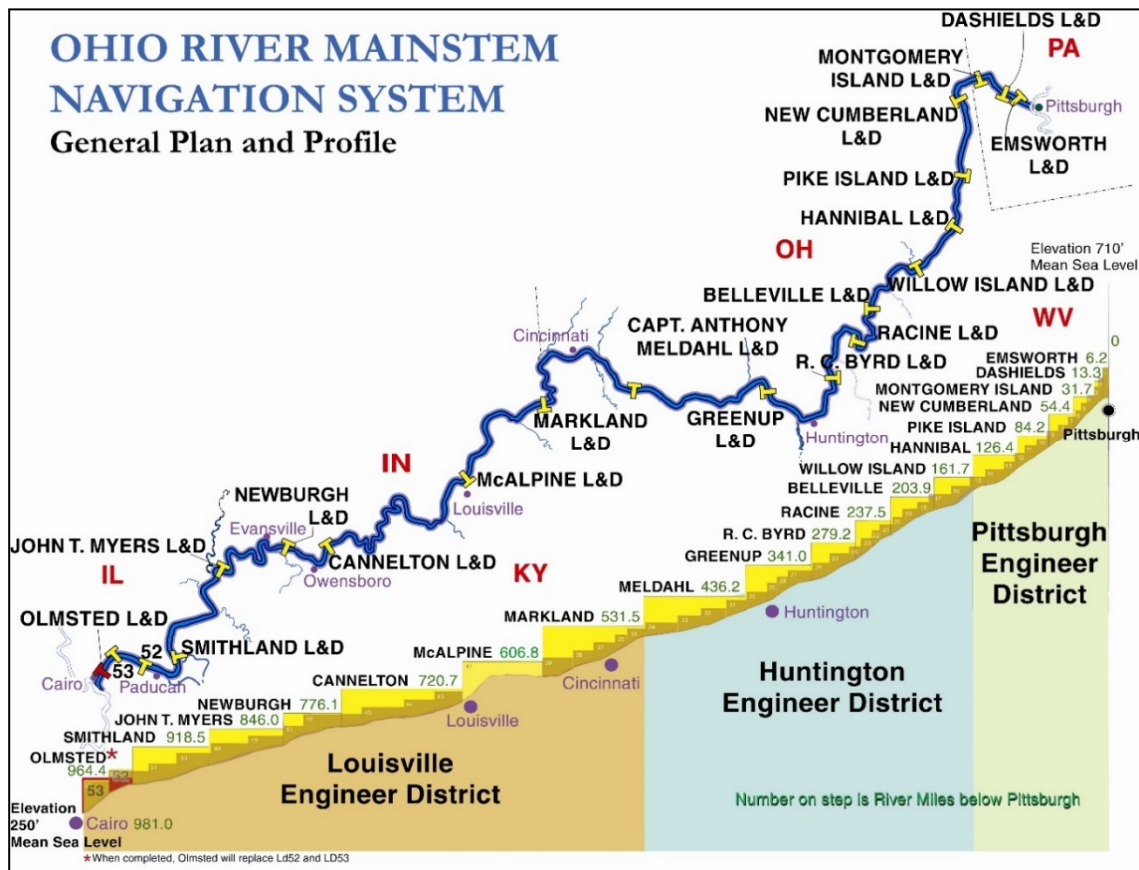 OHIO RIVER MAINSTEM
NAVIGATION SYSTEM
General Plan and Profile
DASHIELDS L&D
PA
MONTGOMERY
ISLAND L&D
Pittsburgh
NEW CUMBERLAND
L&D
EMSWORTH
L&D
PIKE ISLAND L&D
HANNIBAL L&D
OH
Elevation 710'
Mean Sea Level
WILLOW ISLAND L&D
BELLEVILLE L&D
WV
CAPT. ANTHONY
MELDAHL L&D
RACINE L&D
Cincinnati
R. C. BYRD L&D
MARKLAND
L&D
GREENUP
L&D
Huntington
IN
McALPINE L&D
Louisville
NEWBURGH
L&D
Evansville
JOHN T. MYERS L&D
CANNELTON L&D
Owensboro
IL
KY
OLMSTED L&D
52
53
SMITHLAND L&D
Cairo
Paducan
0
EMSWORTH 6.2
DASHIELDS 13.3
MONTGOMERY ISLAND 31.7
NEW CUMBERLAND 54.4
PIKE ISLAND 84.2
Pittsburgh
HANNIBAL 126.4
WILLOW ISLAND 161.7
BELLEVILLE 203.9
RACINE 237.5
R. C. BYRD 279.2
GREENUP 341.0
MELDAHL 436.2
MARKLAND 531.5
McALPINE 606.8
CANNELTON 720.7
NEWBURGH 776.1
JOHN T. MYERS 846.0
SMITHLAND 918.5
OLMSTED*
964.4
52
53
Huntington
Cincinnati
Louisville
Pittsburgh
Engineer
District
Huntington
Engineer District
Louisville
Engineer District
Number on step is River Miles below Pittsburgh
Elevation
250'
Mean Sea Level
Cairo 981.0
*When completed, Olmsted will replace Ld52 and LD53